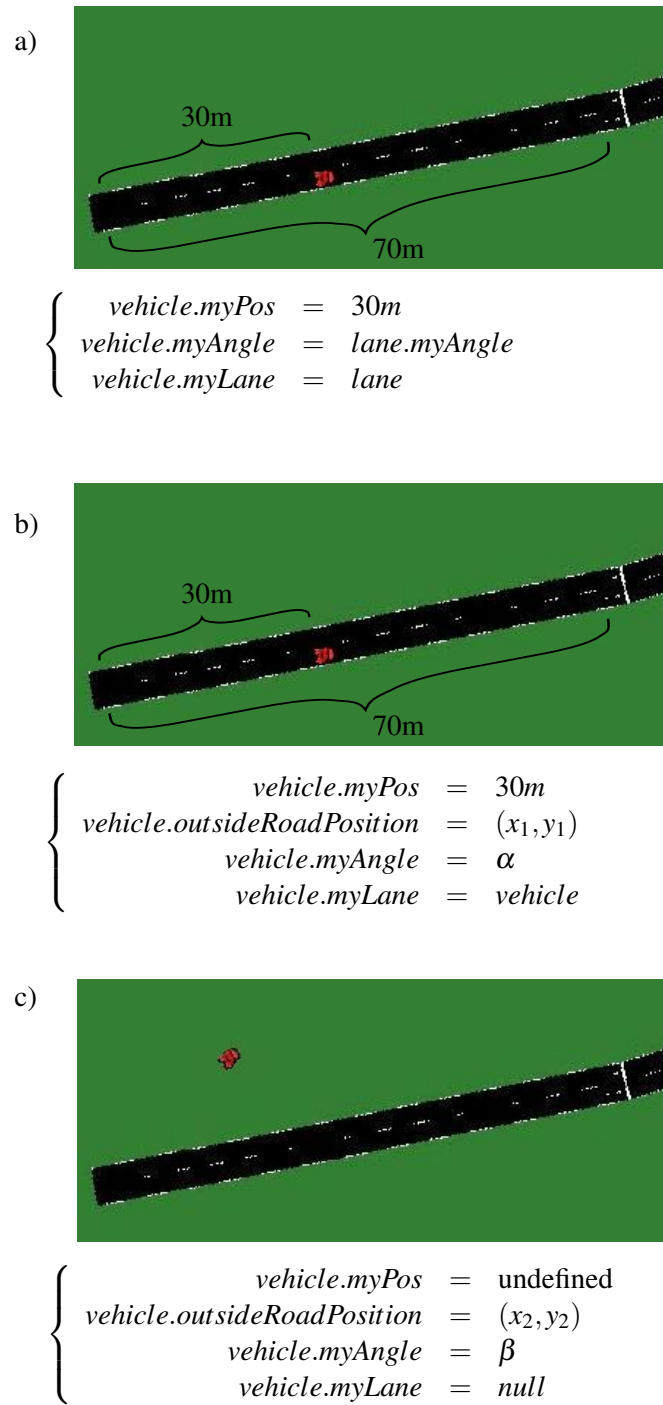 a)
30m
70m
vehicle.myPos = 30m
vehicle.myAngle = lane.myAngle
vehicle.myLane = lane
b)
30m
70m
vehicle.myPos = 30m
vehicle.outsideRoadPosition = (x₁,y₁)
vehicle.myAngle = α
vehicle.myLane = vehicle
c)
vehicle.myPos = undefined
vehicle.outsideRoadPosition = (x₂,y₂)
vehicle.myAngle = β
vehicle.myLane = null